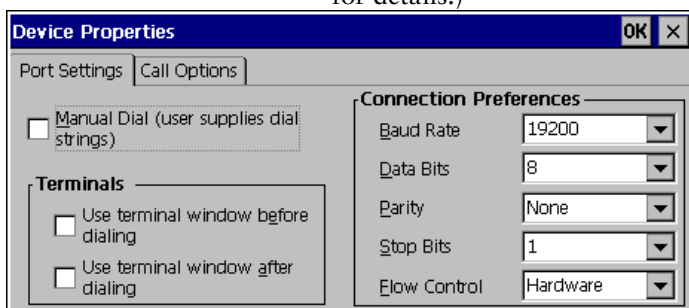 for details.)
Device Properties OK ×
Port Settings Call Options
Manual Dial (user supplies dial
strings)
Terminals
Use terminal window before
dialing
Use terminal window after
dialing
Connection Preferences
Baud Rate 19200
Data Bits 8
Parity None
Stop Bits 1
Flow Control Hardware